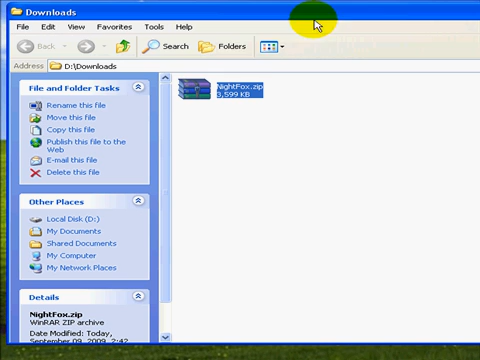 Downloads
File Edit View Favorites Tools Help
Back Search Folders
Address D:\Downloads
File and Folder Tasks
Rename this file
Move this file
Copy this file
Publish this file to the
Web
E-mail this file
Delete this file
Other Places
Local Disk (D:)
My Documents
Shared Documents
My Computer
My Network Places
Details
NightFox.zip
WinRAR ZIP archive
Date Modified: Today,
September 09, 2009, 2:42
NightFox.zip
3,599 KB